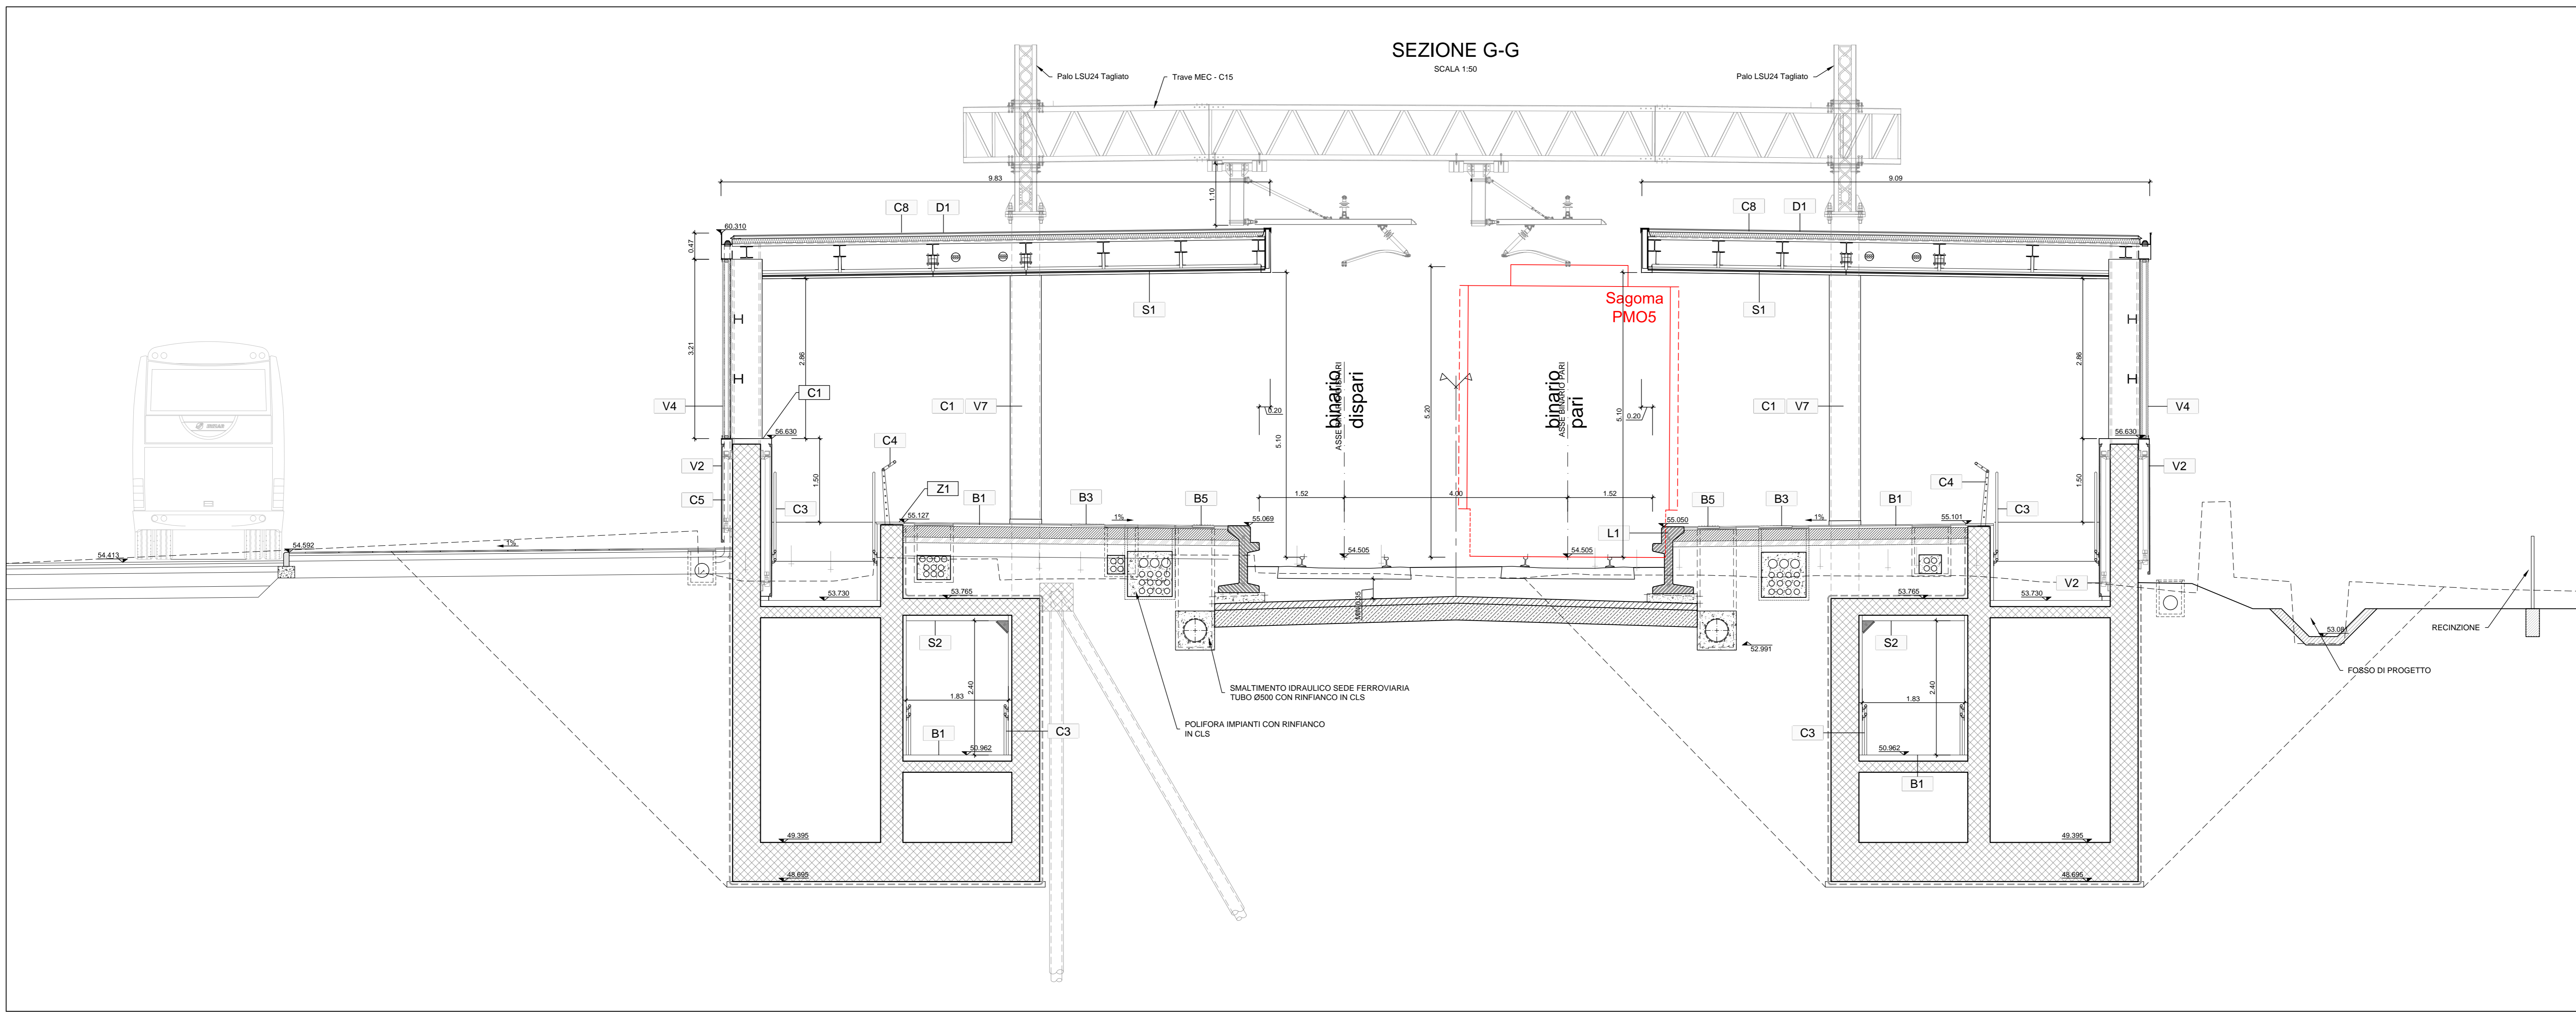 SEZIONE G-G
SCALA 1:50
Palo LSU24 Tagliato
Trave MEC - C15
Palo LSU24 Tagliato
9.83
9.09
1.10
C8
D1
C8
D1
60.310
0.47
S1
S1
Sagoma
PMO5
3.21
2.86
2.86
5.20
5.10
5.10
0.20
0.20
binario
dispari
ASSE BINARIO DISPARI
binario
pari
ASSE BINARIO PARI
V4
C1
C1
V7
C1
V7
V4
56.630
56.630
C4
V2
V2
C4
1.50
1.50
C5
Z1
B1
B3
B5
1.52
4.00
1.52
B5
B3
B1
C3
C3
55.127
1%
55.069
55.050
1%
55.101
L1
54.413
54.592
1%
54.505
54.505
53.730
53.765
53.765
53.730
V2
S2
S2
2.40
2.40
1.83
1.83
52.991
53.081
RECINZIONE
FOSSO DI PROGETTO
SMALTIMENTO IDRAULICO SEDE FERROVIARIA
TUBO Ø500 CON RINFIANCO IN CLS
POLIFORA IMPIANTI CON RINFIANCO
IN CLS
B1
C3
C3
50.962
50.962
B1
49.395
49.395
48.695
48.695